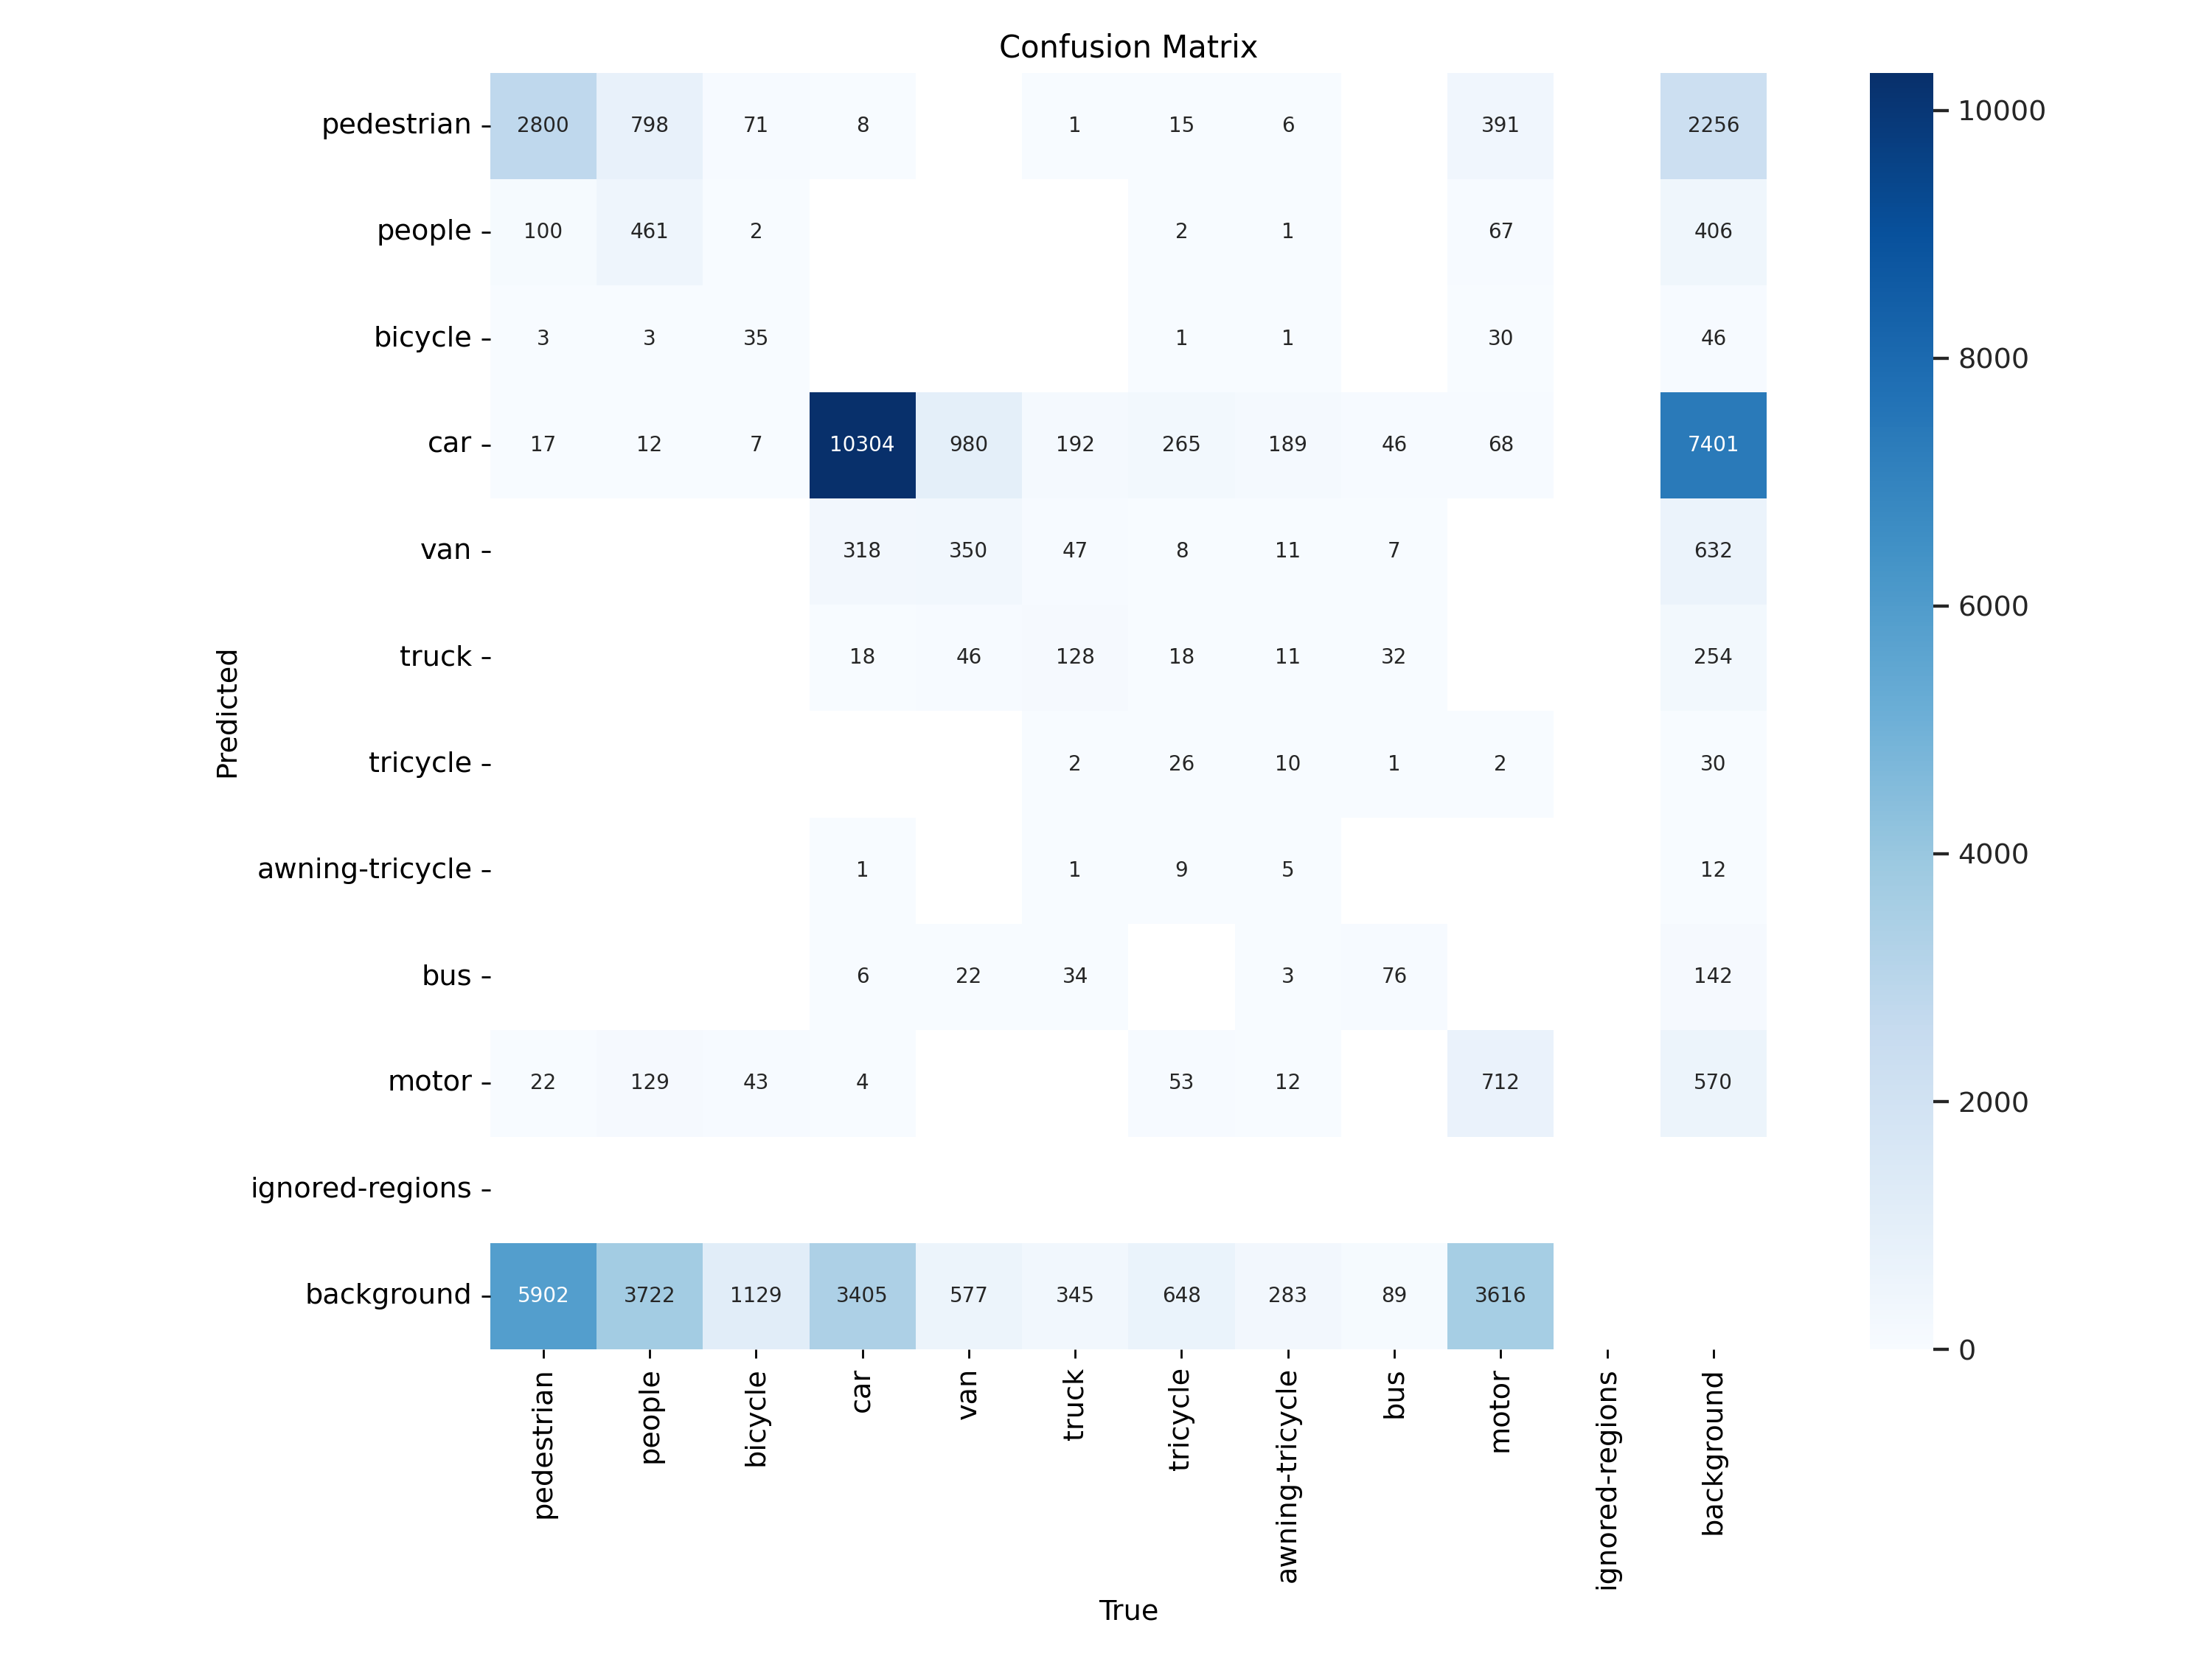 Confusion Matrix
pedestrian 2800 798 71 8 1 15 6 391 2256
people 100 461 2 2 1 67 406
bicycle 3 3 35 1 1 30 46
car 17 12 7 10304 980 192 265 189 46 68 7401
van 318 350 47 8 11 7 632
truck 18 46 128 18 11 32 254
tricycle 2 26 10 1 2 30
awning-tricycle 1 1 9 5 12
bus 6 22 34 3 76 142
motor 22 129 43 4 53 12 712 570
ignored-regions
background 5902 3722 1129 3405 577 345 648 283 89 3616
Predicted
pedestrian people bicycle car van truck tricycle awning-tricycle bus motor ignored-regions background
True
10000
8000
6000
4000
2000
0